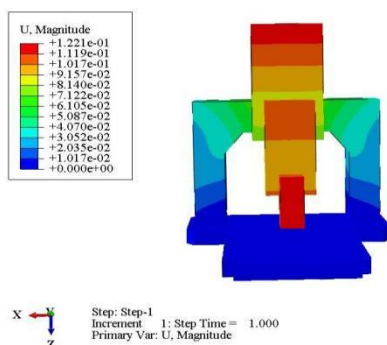 U, Magnitude
+1.221e-01
+1.119e-01
+1.017e-01
+9.157e-02
+8.140e-02
+7.122e-02
+6.105e-02
+5.087e-02
+4.070e-02
+3.052e-02
+2.035e-02
+1.017e-02
+0.000e+00
X Y
Z
Step: Step-1
Increment 1: Step Time = 1.000
Primary Var: U, Magnitude